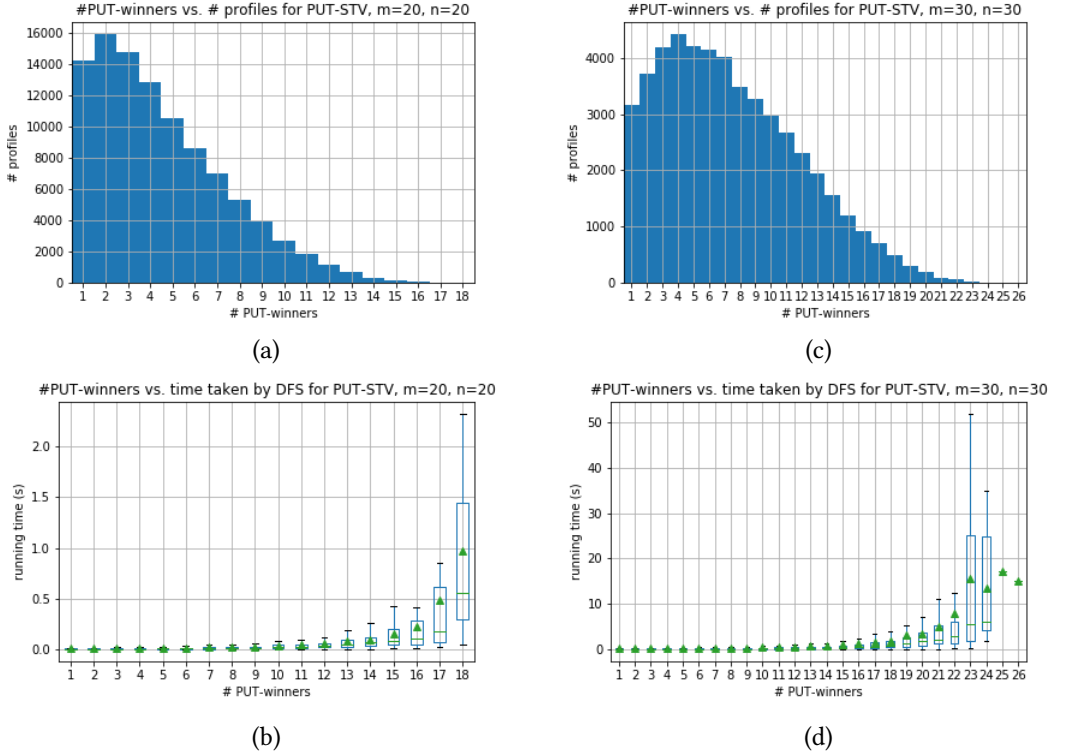 #PUT-winners vs. # profiles for PUT-STV, m=20, n=20
# profiles
16000
14000
12000
10000
8000
6000
4000
2000
0
1 2 3 4 5 6 7 8 9 10 11 12 13 14 15 16 17 18
# PUT-winners
(a)
#PUT-winners vs. # profiles for PUT-STV, m=30, n=30
# profiles
4000
3000
2000
1000
0
1 2 3 4 5 6 7 8 9 10 11 12 13 14 15 16 17 18 19 20 21 22 23 24 25 26
# PUT-winners
(c)
#PUT-winners vs. time taken by DFS for PUT-STV, m=20, n=20
running time (s)
2.0
1.5
1.0
0.5
0.0
1 2 3 4 5 6 7 8 9 10 11 12 13 14 15 16 17 18
# PUT-winners
(b)
#PUT-winners vs. time taken by DFS for PUT-STV, m=30, n=30
running time (s)
50
40
30
20
10
0
1 2 3 4 5 6 7 8 9 10 11 12 13 14 15 16 17 18 19 20 21 22 23 24 25 26
# PUT-winners
(d)